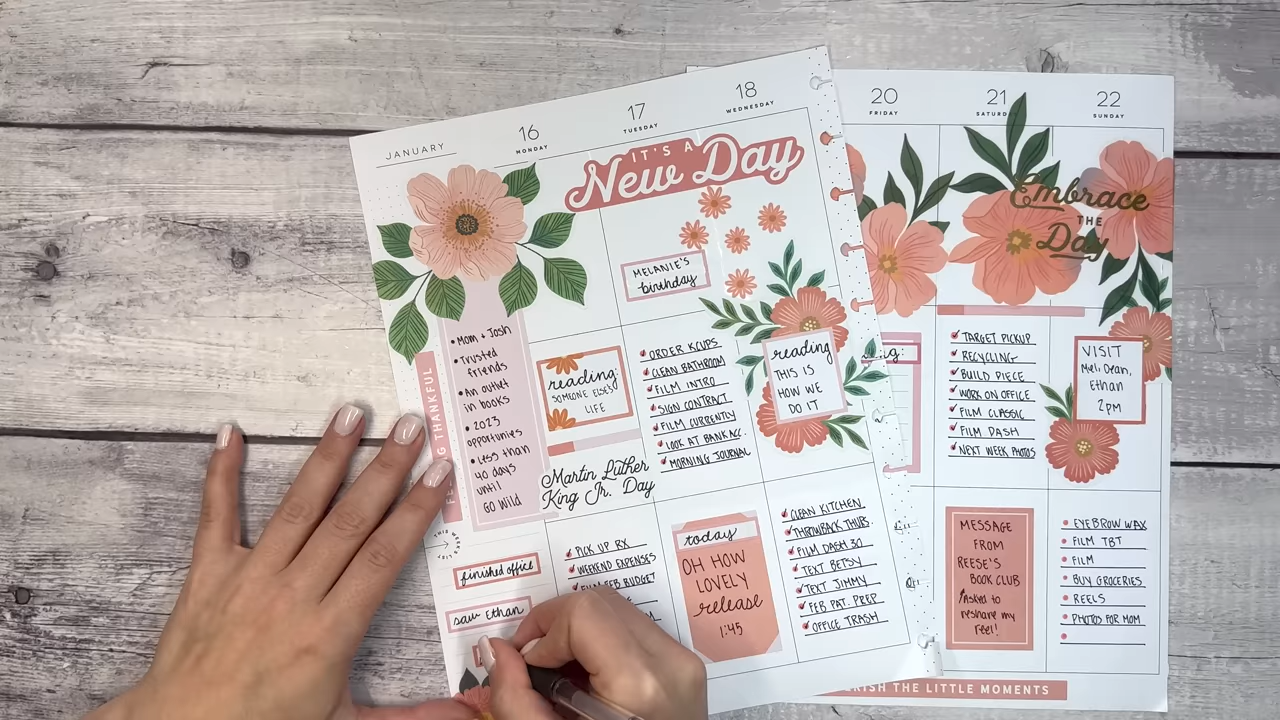 JANUARY
16
MONDAY
17
TUESDAY
18
WEDNESDAY
IT'S A
New Day
MELANIE'S
birthday
• Mom + Josh
• Trusted
friends
• An outlet
in books
• 2023
opportunities
• Less than
40 days
until
GO Wild
THANKFUL
reading
SOMEONE ELSE'S
LIFE
Martin Luther
King Jr. Day
ORDER KCUPS
CLEAN BATHROOM
FILM INTRO
SIGN CONTRACT
FILM CURRENTLY
LOOK AT BANK ACC
MORNING JOURNAL
reading
THIS IS
HOW WE
DO IT
finished office
saw Ethan
PICK UP RX
WEEKEND EXPENSES
FEB BUDGET
today
OH HOW
LOVELY
release
1:45
CLEAN KITCHEN
THROWBACK THURS.
FILM DASH 30
TEXT BETSY
TEXT JIMMY
FEB PAT. PREP
OFFICE TRASH
20
FRIDAY
21
SATURD
22
SUNDAY
Embrace
THE
Day
TARGET PICKUP
RECYCLING
BUILD PIECE
WORK ON OFFICE
FILM CLASSIC
FILM DASH
NEXT WEEK PHOTOS
VISIT
Mel, Dean,
Ethan
2pm
MESSAGE
FROM
REESE'S
BOOK CLUB
Asked to
reshare my
reel!
EYEBROW WAX
FILM TBT
FILM
BUY GROCERIES
REELS
PHOTOS FOR MOM
THE LITTLE MOMENTS